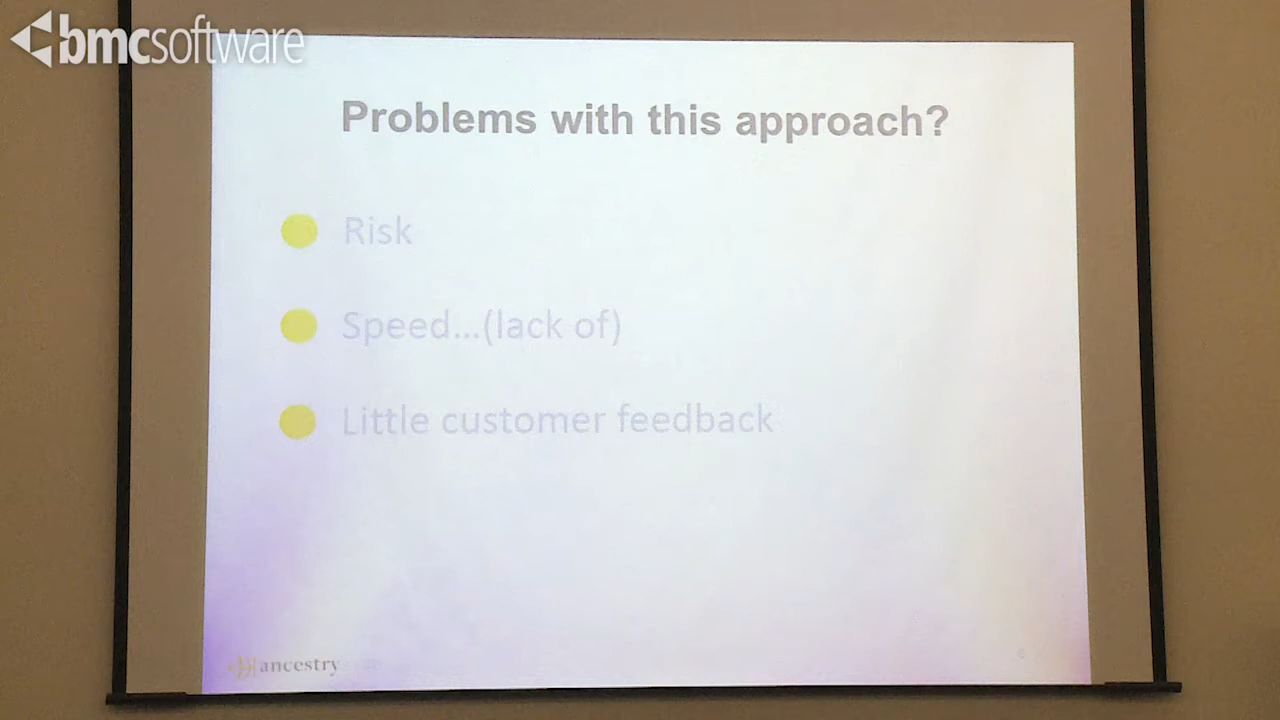 bmcsoftware
Problems with this approach?
Risk
Speed...(lack of)
Little customer feedback
ancestry